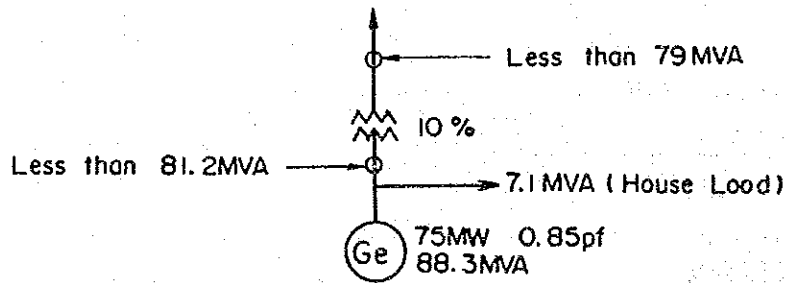 Less than 79MVA
10%
Less than 81.2MVA
7.1MVA (House Load)
Ge
75MW 0.85pf
88.3MVA